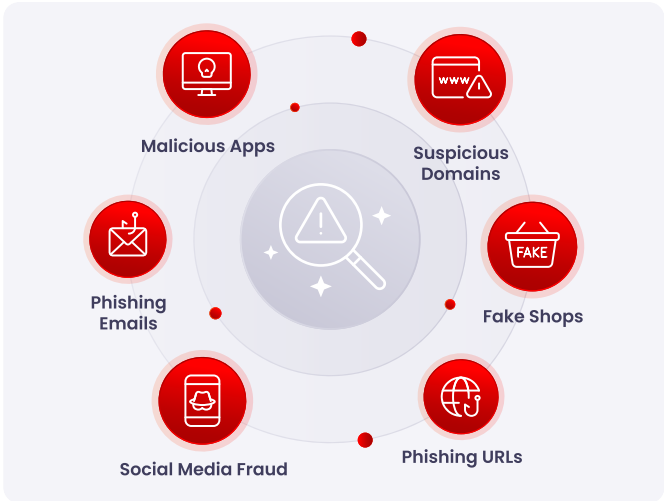 Malicious Apps
www
Suspicious
Domains
Phishing
Emails
FAKE
Fake Shops
Social Media Fraud
Phishing URLs